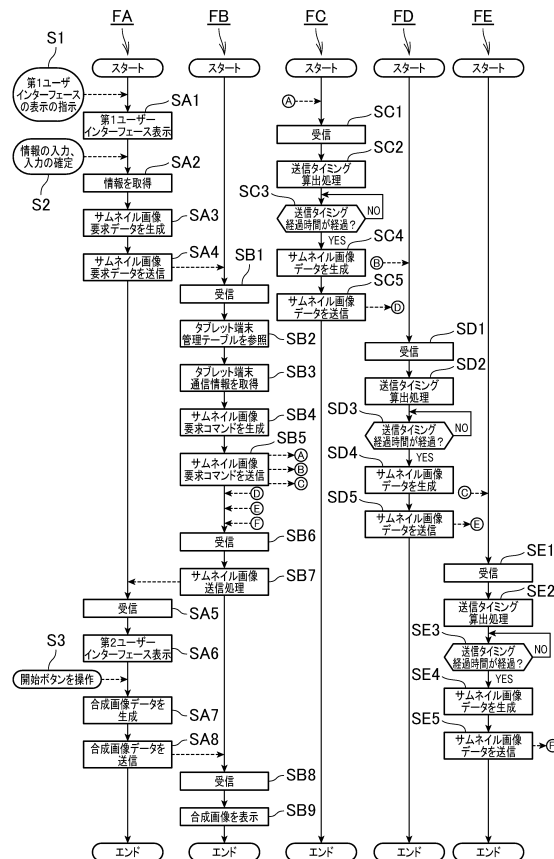 FA
FB
FC
FD
FE
S1
スタート
スタート
スタート
スタート
スタート
第1ユーザ
インターフェース
の表示の指示
A
SA1
第1ユーザー
インターフェース表示
SC1
受信
情報の入力、
入力の確定
S2
SA2
情報を取得
SC2
送信タイミング
算出処理
SC3
送信タイミング
経過時間が経過？
NO
YES
SA3
サムネイル画像
要求データを生成
SA4
サムネイル画像
要求データを送信
SC4
サムネイル画像
データを生成
B
SC5
サムネイル画像
データを送信
D
SB1
受信
SB2
タブレット端末
管理テーブルを参照
SB3
タブレット端末
通信情報を取得
SB4
サムネイル画像
要求コマンドを生成
SB5
サムネイル画像
要求コマンドを送信
A
B
C
D
E
F
SD1
受信
SD2
送信タイミング
算出処理
SD3
送信タイミング
経過時間が経過？
NO
YES
SD4
サムネイル画像
データを生成
C
SD5
サムネイル画像
データを送信
E
SB6
受信
SB7
サムネイル画像
送信処理
SE1
受信
SE2
送信タイミング
算出処理
SE3
送信タイミング
経過時間が経過？
NO
YES
SE4
サムネイル画像
データを生成
SE5
サムネイル画像
データを送信
F
受信
SA5
S3
第2ユーザー
インターフェース表示
SA6
開始ボタンを操作
合成画像データを
生成
SA7
合成画像データを
送信
SA8
受信
SB8
合成画像を表示
SB9
エンド
エンド
エンド
エンド
エンド